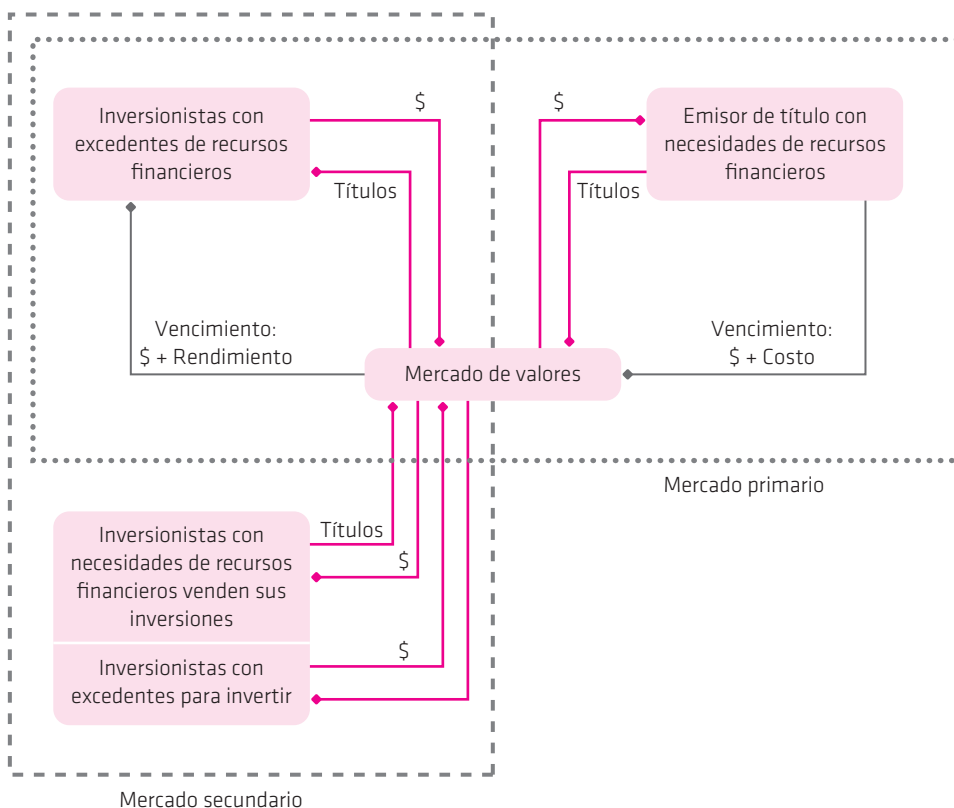 Inversionistas con
excedentes de recursos
financieros
$
Títulos
$
Títulos
Emisor de título con
necesidades de recursos
financieros
Vencimiento:
$ + Rendimiento
Vencimiento:
$ + Costo
Mercado de valores
Mercado primario
Inversionistas con
necesidades de recursos
financieros venden sus
inversiones
Títulos
$
Inversionistas con
excedentes para invertir
$
Mercado secundario